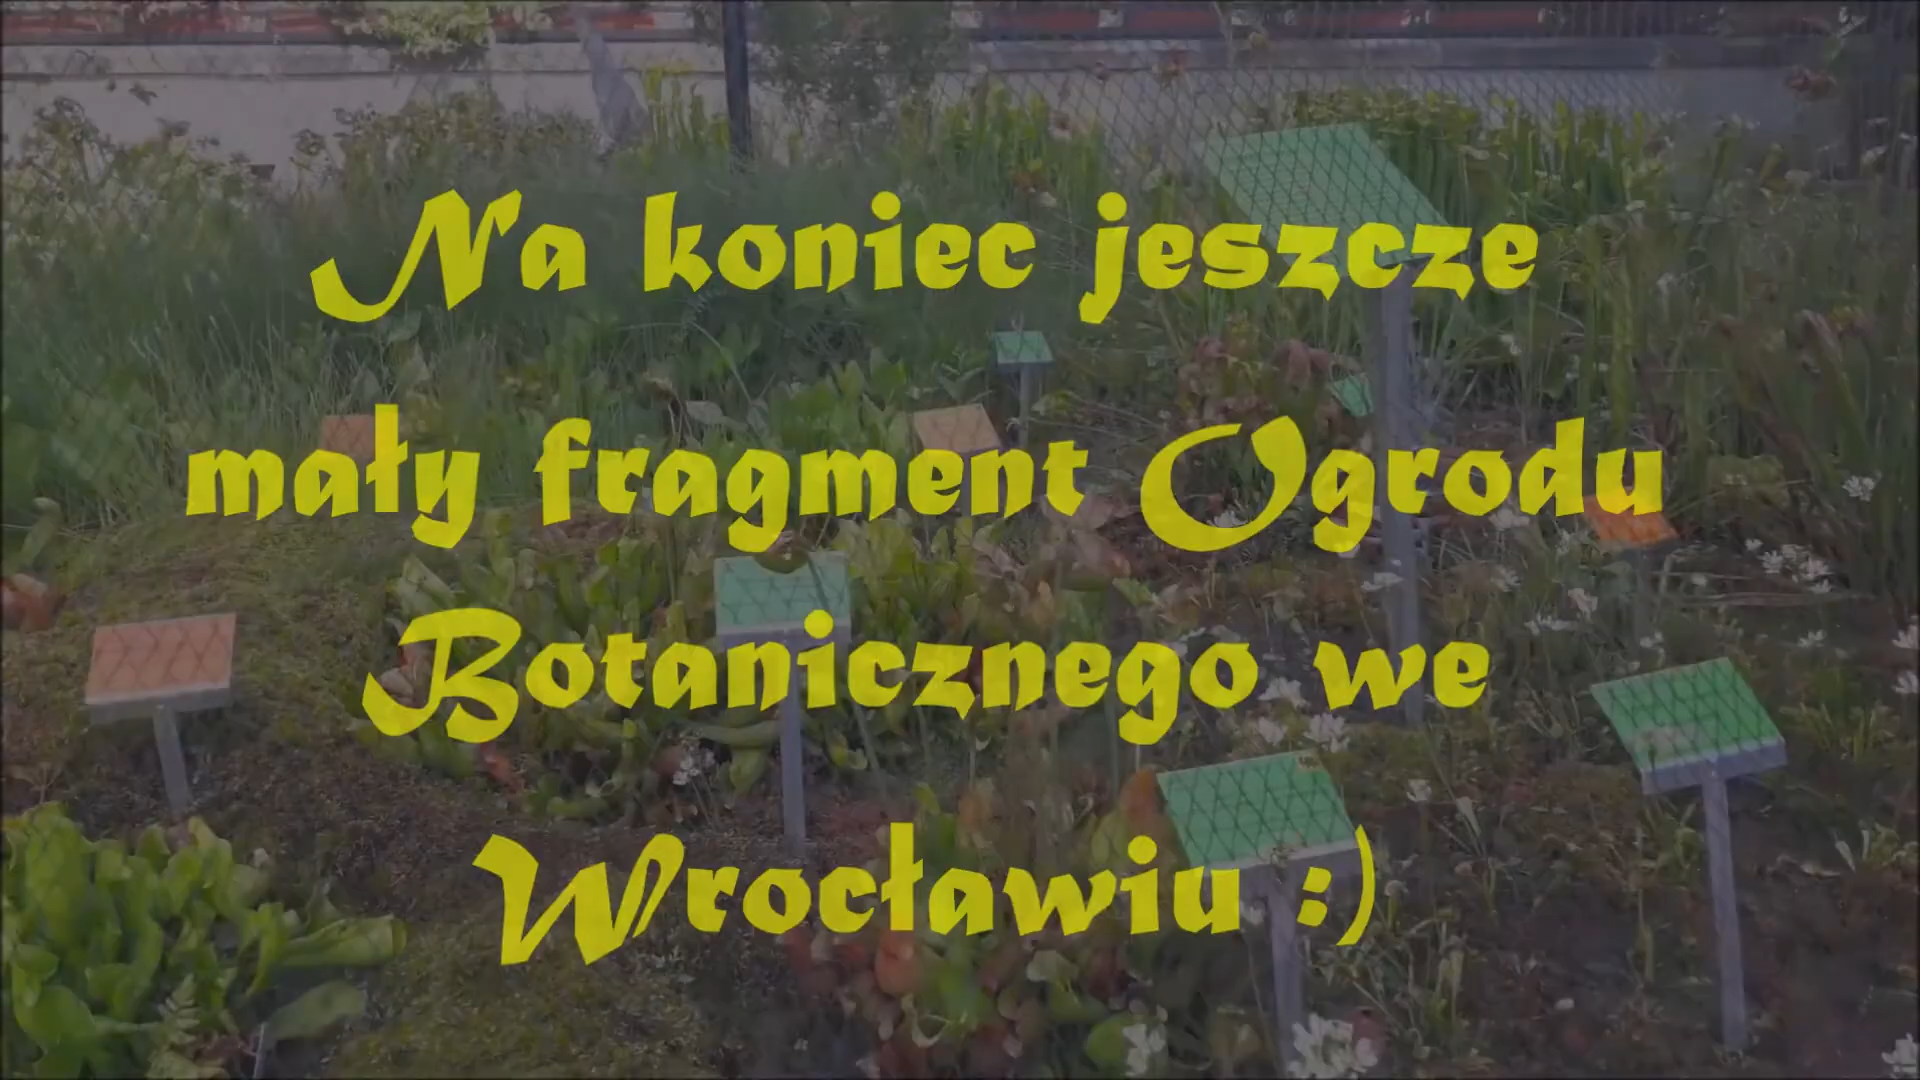 Na koniec jeszcze
mały fragment Ogrodu
Botanicznego we
Wrocławiu :)